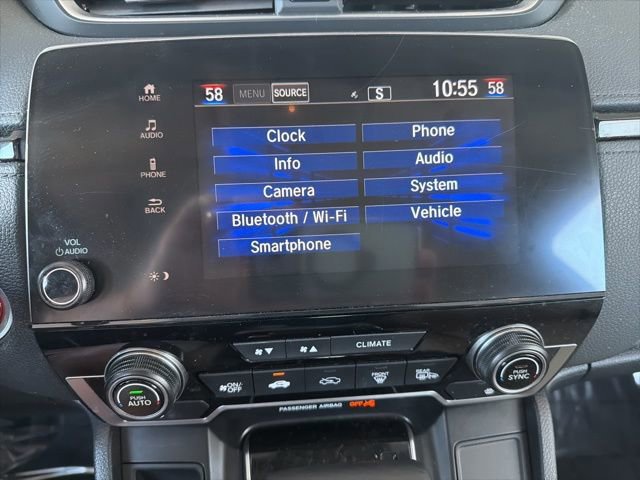 58 MENU SOURCE S 10:55 58
HOME
AUDIO
PHONE
BACK
Clock Phone
Info Audio
Camera System
Bluetooth / Wi-Fi Vehicle
Smartphone
VOL
AUDIO
CLIMATE
ON/OFF FRONT REAR
PUSH AUTO
PUSH SYNC
PASSENGER AIRBAG OFF